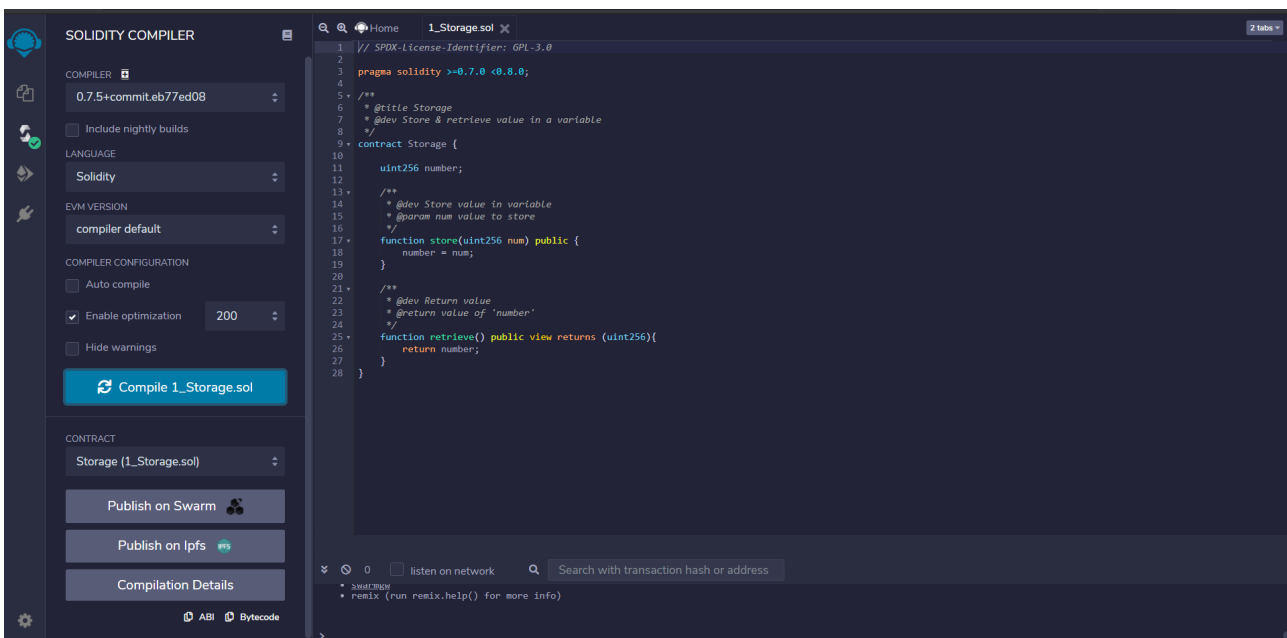 SOLIDITY COMPILER
COMPILER
0.7.5+commit.eb77ed08
Include nightly builds
LANGUAGE
Solidity
EVM VERSION
compiler default
COMPILER CONFIGURATION
Auto compile
Enable optimization 200
Hide warnings
Compile 1_Storage.sol
CONTRACT
Storage (1_Storage.sol)
Publish on Swarm
Publish on Ipfs IPFS
Compilation Details
ABI Bytecode
Home 1_Storage.sol 2 tabs
1 // SPDX-License-Identifier: GPL-3.0
2
3 pragma solidity >=0.7.0 <0.8.0;
4
5 /**
6 * @title Storage
7 * @dev Store & retrieve value in a variable
8 */
9 contract Storage {
10
11 uint256 number;
12
13 /**
14 * @dev Store value in variable
15 * @param num value to store
16 */
17 function store(uint256 num) public {
18 number = num;
19 }
20
21 /**
22 * @dev Return value
23 * @return value of 'number'
24 */
25 function retrieve() public view returns (uint256){
26 return number;
27 }
28 }
0 listen on network Search with transaction hash or address
• swarmgw
• remix (run remix.help() for more info)
>